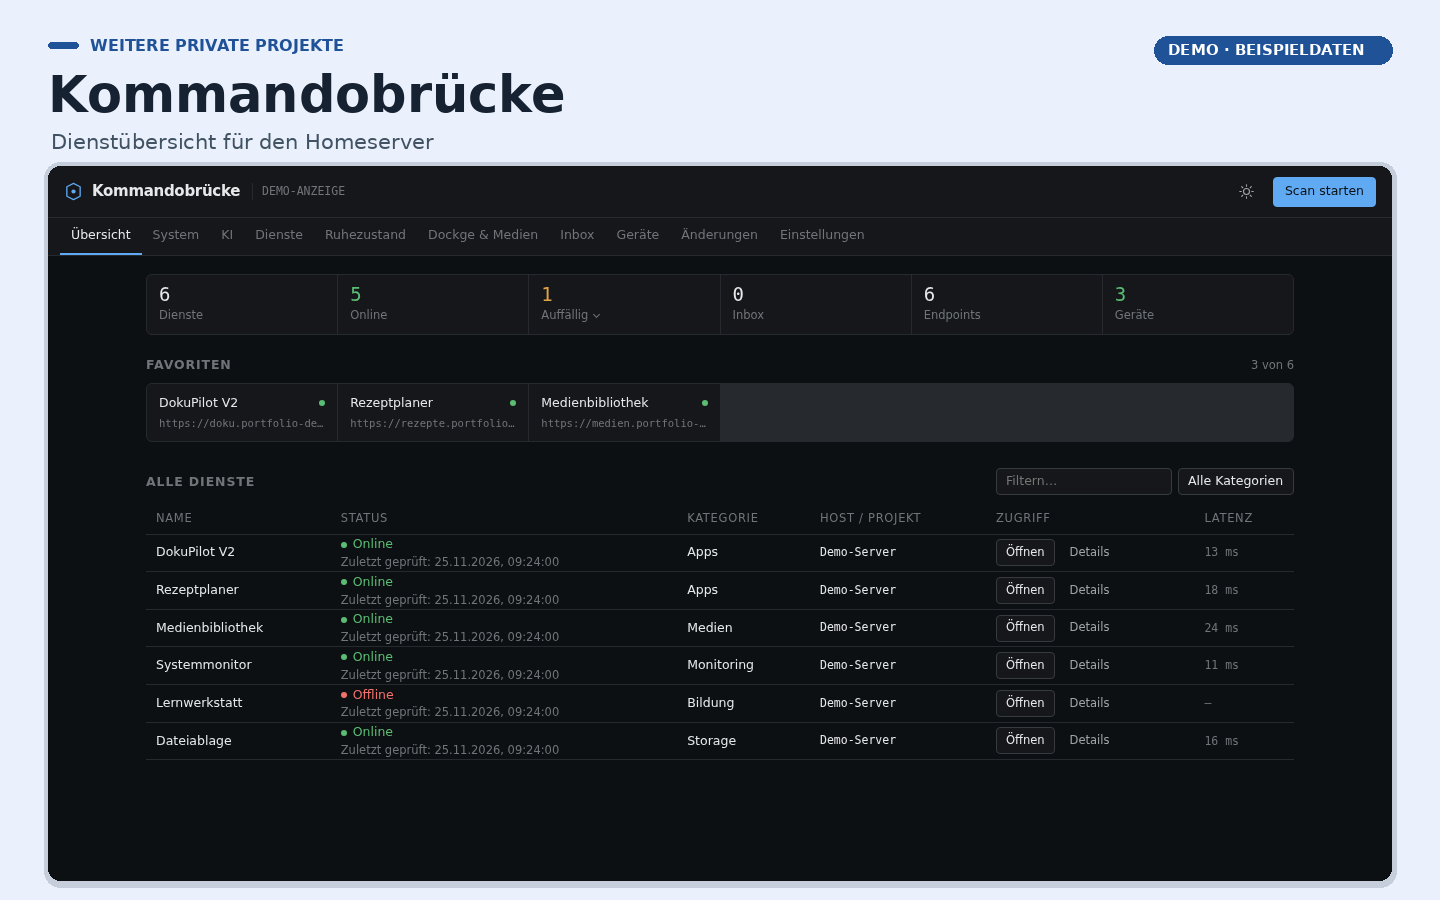 WEITERE PRIVATE PROJEKTE
DEMO · BEISPIELDATEN
Kommandobrücke
Dienstübersicht für den Homeserver
Kommandobrücke DEMO-ANZEIGE Scan starten
Übersicht System KI Dienste Ruhezustand Dockge & Medien Inbox Geräte Änderungen Einstellungen
6 5 1 0 6 3
Dienste Online Auffällig Inbox Endpoints Geräte
FAVORITEN 3 von 6
DokuPilot V2 Rezeptplaner Medienbibliothek
https://doku.portfolio-de… https://rezepte.portfolio… https://medien.portfolio-…
ALLE DIENSTE Filtern… Alle Kategorien
NAME STATUS KATEGORIE HOST / PROJEKT ZUGRIFF LATENZ
DokuPilot V2 Online Apps Demo-Server Öffnen Details 13 ms
Zuletzt geprüft: 25.11.2026, 09:24:00
Rezeptplaner Online Apps Demo-Server Öffnen Details 18 ms
Zuletzt geprüft: 25.11.2026, 09:24:00
Medienbibliothek Online Medien Demo-Server Öffnen Details 24 ms
Zuletzt geprüft: 25.11.2026, 09:24:00
Systemmonitor Online Monitoring Demo-Server Öffnen Details 11 ms
Zuletzt geprüft: 25.11.2026, 09:24:00
Lernwerkstatt Offline Bildung Demo-Server Öffnen Details –
Zuletzt geprüft: 25.11.2026, 09:24:00
Dateiablage Online Storage Demo-Server Öffnen Details 16 ms
Zuletzt geprüft: 25.11.2026, 09:24:00